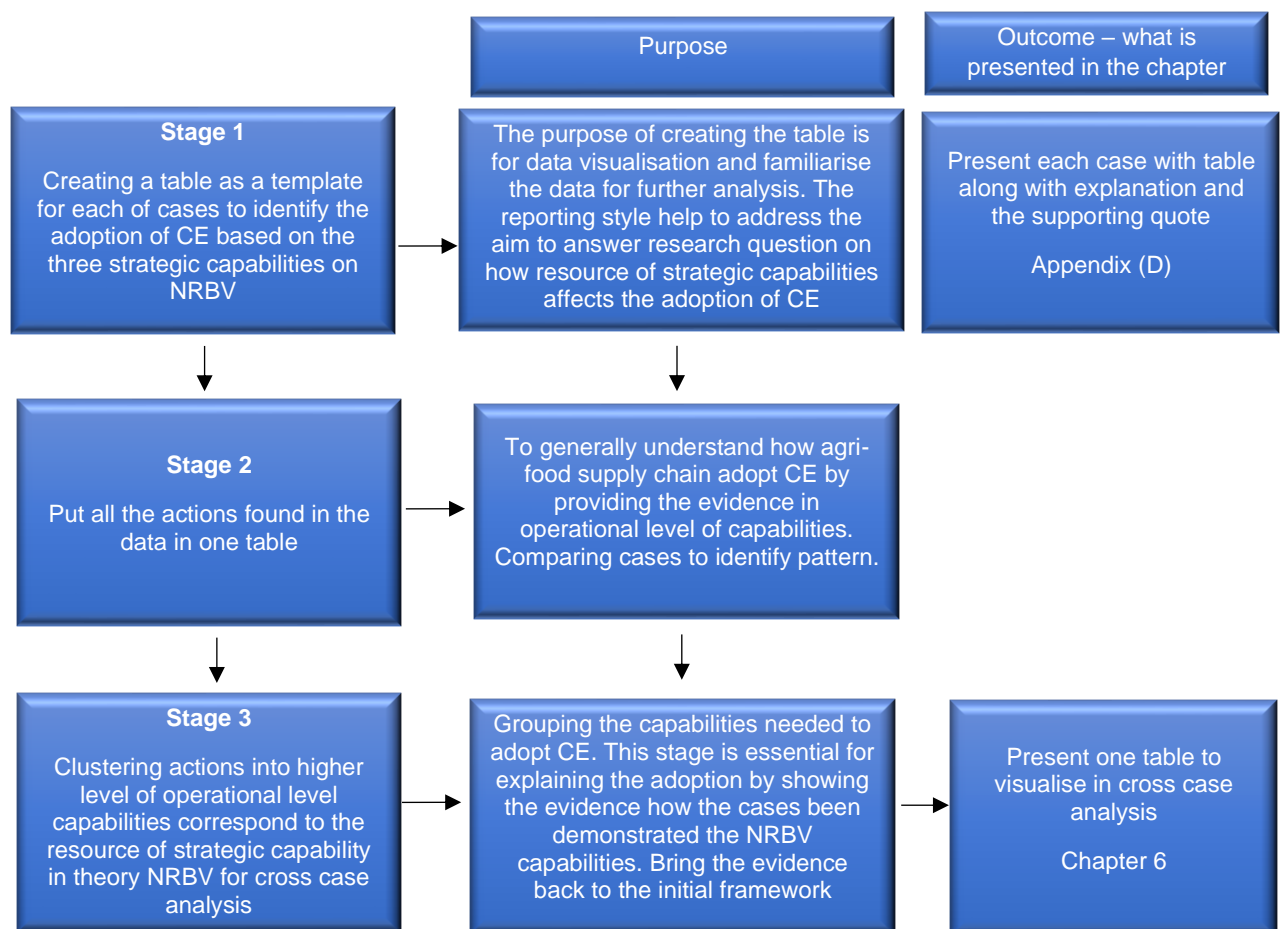 Purpose
Outcome – what is
presented in the chapter
Stage 1
Creating a table as a template
for each of cases to identify the
adoption of CE based on the
three strategic capabilities on
NRBV
The purpose of creating the table is
for data visualisation and familiarise
the data for further analysis. The
reporting style help to address the
aim to answer research question on
how resource of strategic capabilities
affects the adoption of CE
Present each case with table
along with explanation and
the supporting quote
Appendix (D)
Stage 2
Put all the actions found in the
data in one table
To generally understand how agri-
food supply chain adopt CE by
providing the evidence in
operational level of capabilities.
Comparing cases to identify pattern.
Stage 3
Clustering actions into higher
level of operational level
capabilities correspond to the
resource of strategic capability
in theory NRBV for cross case
analysis
Grouping the capabilities needed to
adopt CE. This stage is essential for
explaining the adoption by showing
the evidence how the cases been
demonstrated the NRBV
capabilities. Bring the evidence
back to the initial framework
Present one table to
visualise in cross case
analysis
Chapter 6